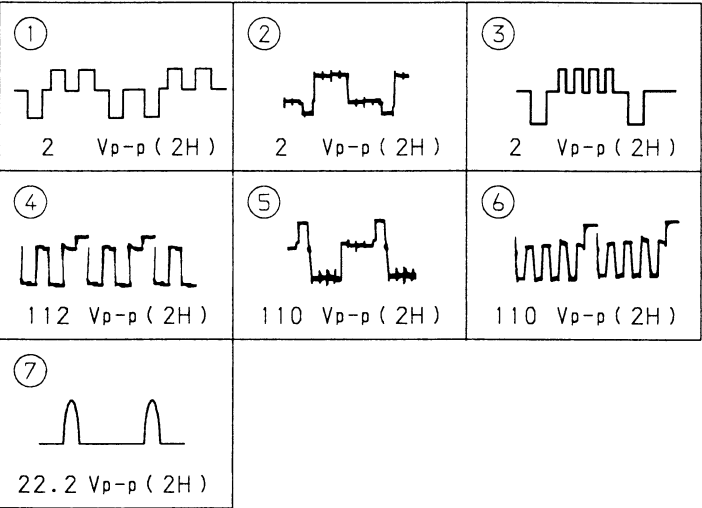 ① ② ③
2 Vp-p (2H) 2 Vp-p (2H) 2 Vp-p (2H)
④ ⑤ ⑥
112 Vp-p (2H) 110 Vp-p (2H) 110 Vp-p (2H)
⑦
22.2 Vp-p (2H)